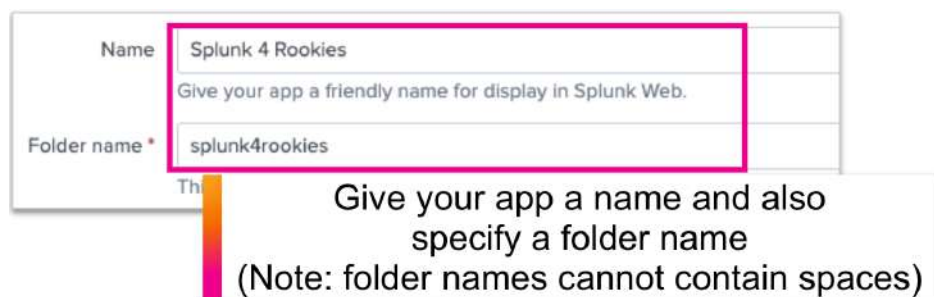 Name Splunk 4 Rookies
Give your app a friendly name for display in Splunk Web.
Folder name * splunk4rookies
Give your app a name and also
specify a folder name
(Note: folder names cannot contain spaces)